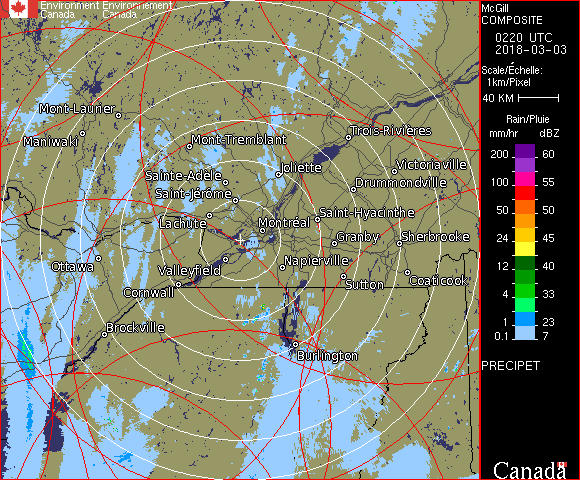 Environment Environnement
Canada Canada
McGill
COMPOSITE
0220 UTC
2018-03-03
Scale/Échelle:
1km/Pixel
40 KM
Rain/Pluie
mm/hr dBZ
200 60
100 55
50 50
24 45
12 40
4 33
2 30
1 23
0.1 7
PRECIPET
Canada
Mont-Laurier
Maniwaki
Mont-Tremblant
Trois-Rivières
Joliette
Victoriaville
Sainte-Adèle
Drummondville
Saint-Jérôme
Lachute
Saint-Hyacinthe
Montréal
Granby
Sherbrooke
Ottawa
Valleyfield
Napierville
Cornwall
Sutton
Coaticook
Brockville
Burlington